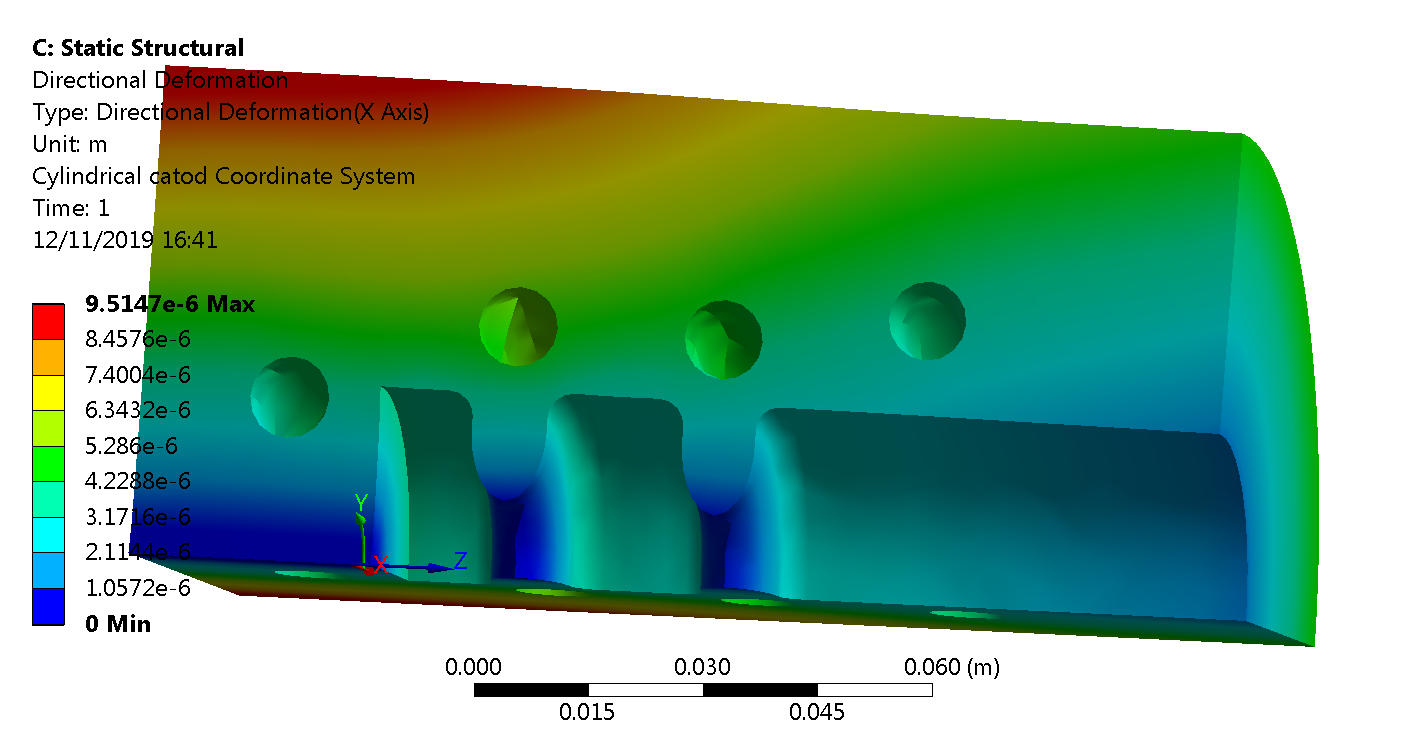 C: Static Structural
Directional Deformation
Type: Directional Deformation(X Axis)
Unit: m
Cylindrical catod Coordinate System
Time: 1
12/11/2019 16:41
9.5147e-6 Max
8.4576e-6
7.4004e-6
6.3432e-6
5.286e-6
4.2288e-6
3.1716e-6
2.1144e-6
1.0572e-6
0 Min
Y
X
Z
0.000 0.030 0.060 (m)
0.015 0.045